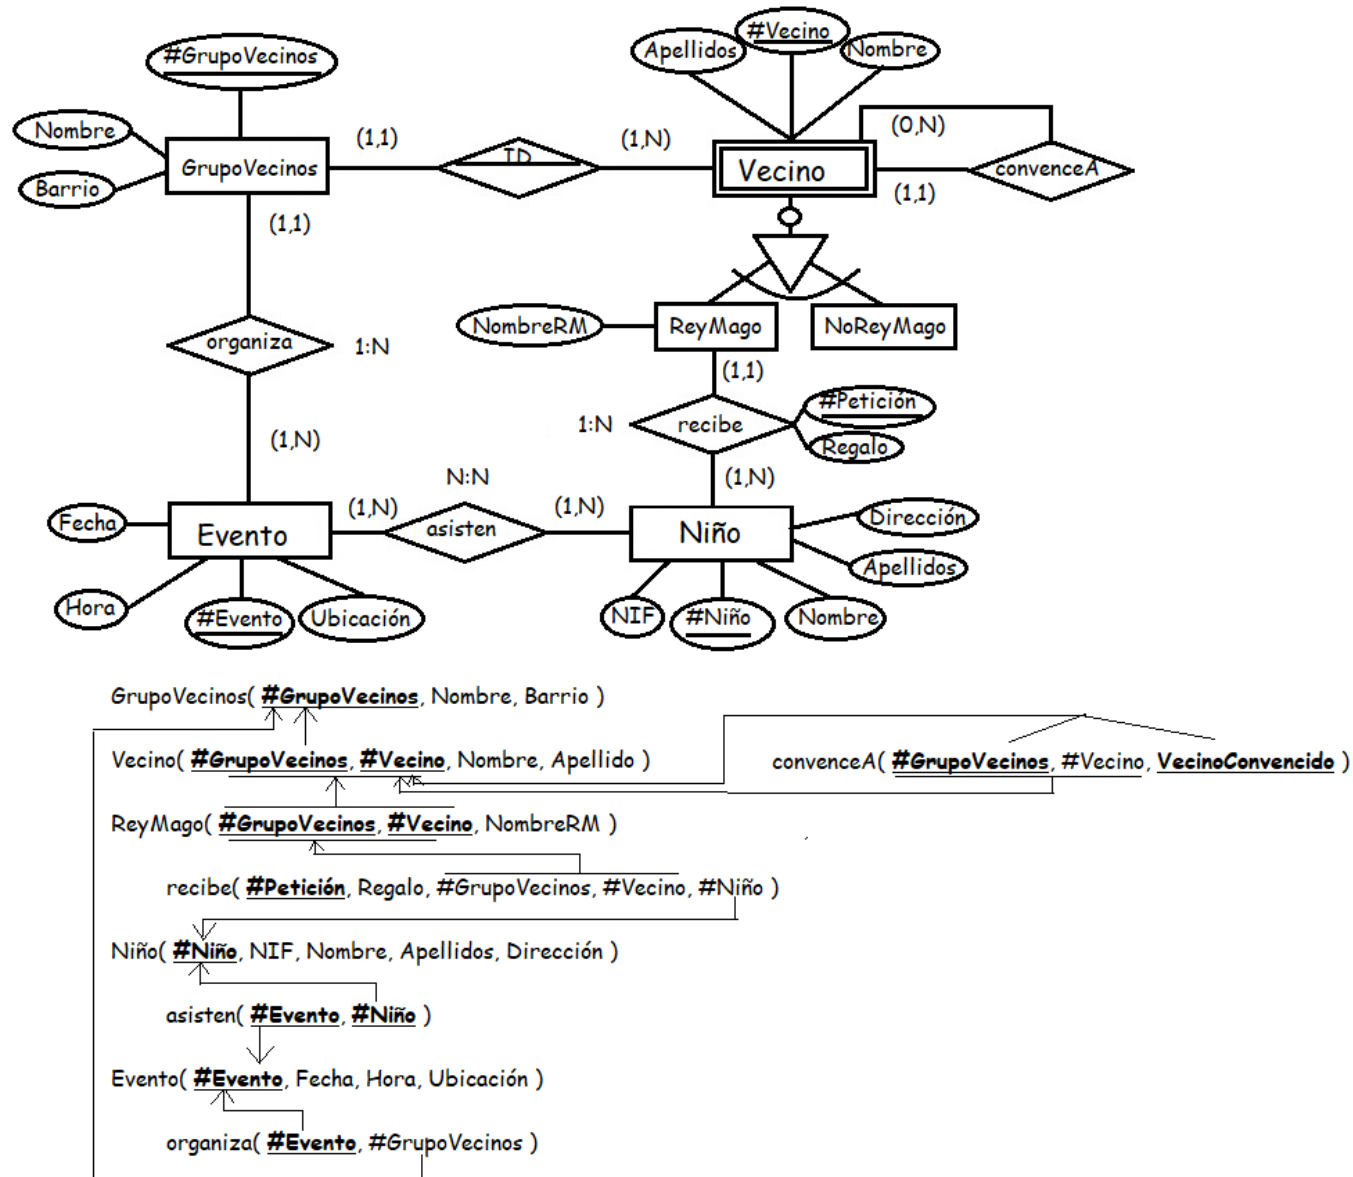 #Vecino
Apellidos
Nombre
#GrupoVecinos
Nombre
(1,1)
(1,N)
(0,N)
GrupoVecinos
ID
Vecino
convenceA
Barrio
(1,1)
(1,1)
NombreRM
ReyMago
NoReyMago
organiza
1:N
(1,1)
#Petición
1:N
recibe
Regalo
(1,N)
N:N
(1,N)
Fecha
(1,N)
(1,N)
Dirección
Evento
asisten
Niño
Apellidos
Hora
#Evento
Ubicación
NIF
#Niño
Nombre
GrupoVecinos( #GrupoVecinos, Nombre, Barrio )
Vecino( #GrupoVecinos, #Vecino, Nombre, Apellido )
convenceA( #GrupoVecinos, #Vecino, VecinoConvencido )
ReyMago( #GrupoVecinos, #Vecino, NombreRM )
recibe( #Petición, Regalo, #GrupoVecinos, #Vecino, #Niño )
Niño( #Niño, NIF, Nombre, Apellidos, Dirección )
asisten( #Evento, #Niño )
Evento( #Evento, Fecha, Hora, Ubicación )
organiza( #Evento, #GrupoVecinos )